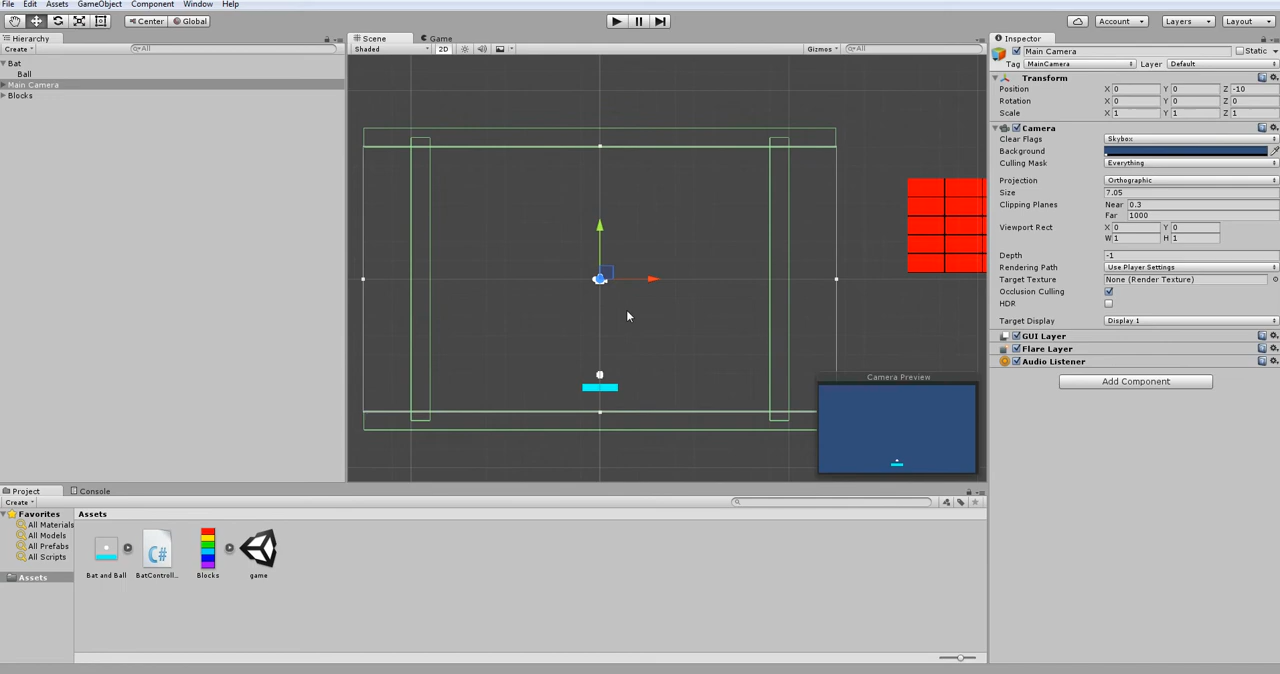 File Edit Assets GameObject Component Window Help
Center Global Account Layers Layout
Hierarchy
Create All
Bat
Ball
Main Camera
Blocks
Scene Game
Shaded 2D Gizmos All
Camera Preview
Inspector
Main Camera Static
Tag MainCamera Layer Default
Transform
Position X 0 Y 0 Z -10
Rotation X 0 Y 0 Z 0
Scale X 1 Y 1 Z 1
Camera
Clear Flags Skybox
Background
Culling Mask Everything
Projection Orthographic
Size 7.05
Clipping Planes Near 0.3
Far 1000
Viewport Rect X 0 Y 0
W 1 H 1
Depth -1
Rendering Path Use Player Settings
Target Texture None (Render Texture)
Occlusion Culling
HDR
Target Display Display 1
GUI Layer
Flare Layer
Audio Listener
Add Component
Project Console
Create
Favorites
All Materials
All Models
All Prefabs
All Scripts
Assets
Assets
Bat and Ball BatControll... Blocks game
C#